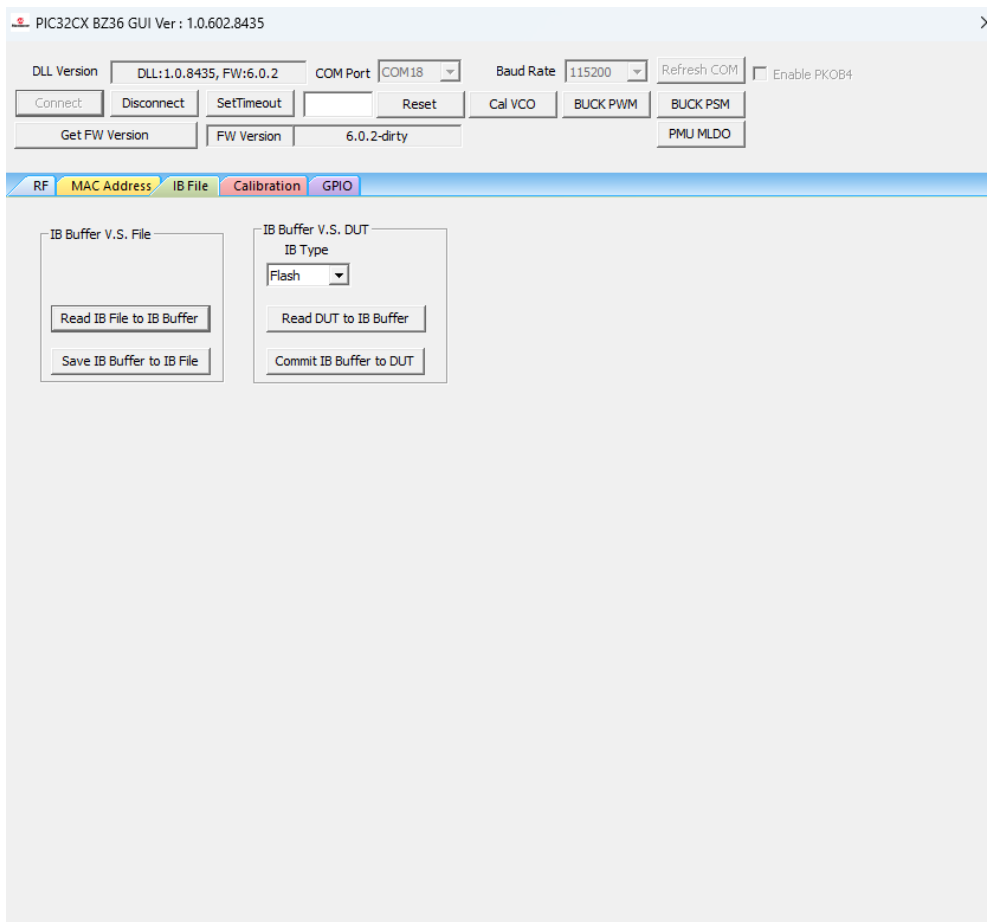 PIC32CX BZ36 GUI Ver : 1.0.602.8435
DLL Version DLL:1.0.8435, FW:6.0.2 COM Port COM18 Baud Rate 115200 Refresh COM Enable PKOB4
Connect Disconnect SetTimeout Reset Cal VCO BUCK PWM BUCK PSM
Get FW Version FW Version 6.0.2-dirty PMU MLDO
RF MAC Address IB File Calibration GPIO
IB Buffer V.S. File IB Buffer V.S. DUT
IB Type
Flash
Read IB File to IB Buffer Read DUT to IB Buffer
Save IB Buffer to IB File Commit IB Buffer to DUT